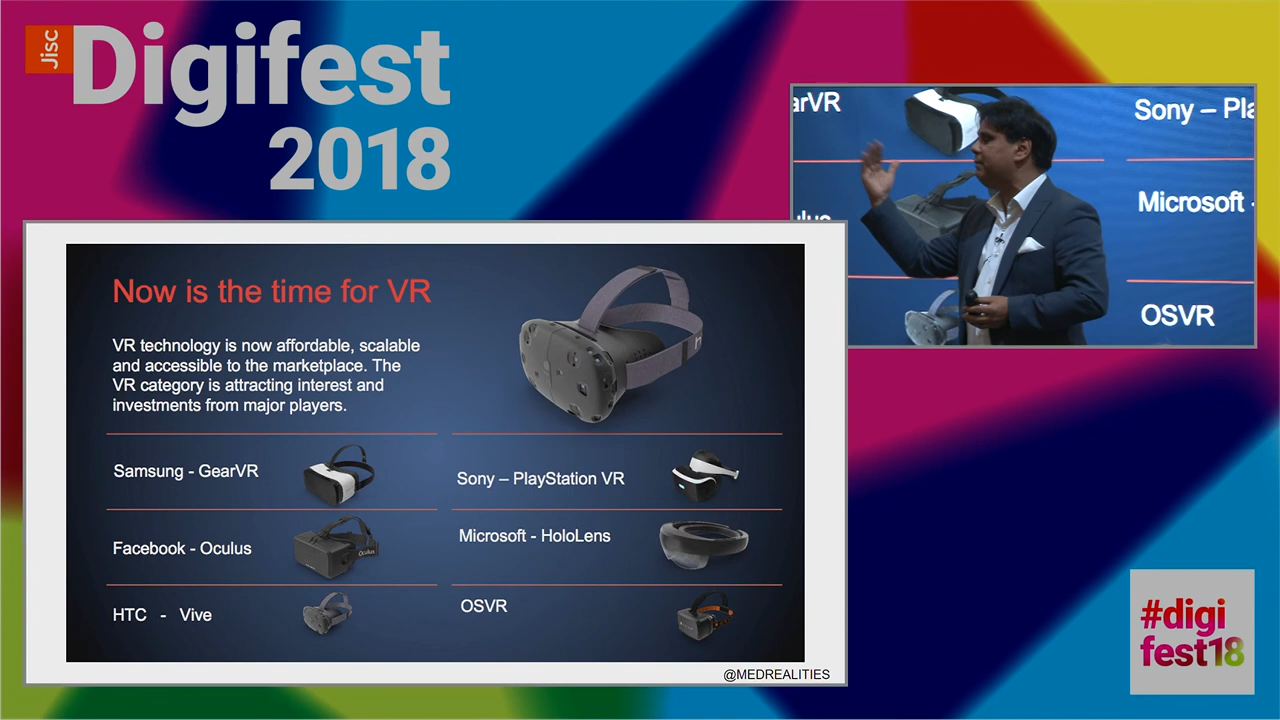 Jisc
Digifest
2018
arVR
Sony – Pla
Microsoft -
OSVR
Now is the time for VR
VR technology is now affordable, scalable
and accessible to the marketplace. The
VR category is attracting interest and
investments from major players.
Samsung - GearVR
Sony – PlayStation VR
Facebook - Oculus
Oculus
Microsoft - HoloLens
HTC - Vive
OSVR
@MEDREALITIES
#digi
fest18